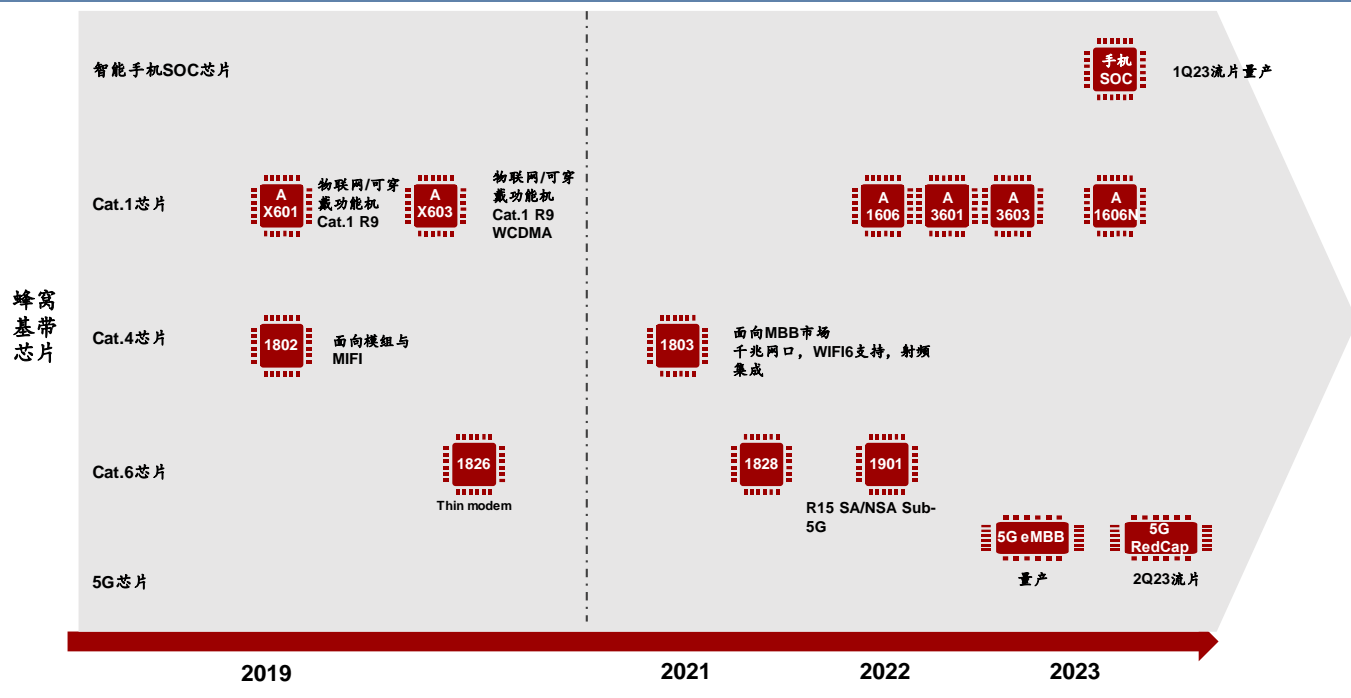 智能手机SOC芯片
手机
SOC
1Q23流片量产
Cat.1芯片
A
X601
物联网/可穿
戴功能机
Cat.1 R9
A
X603
物联网/可穿
戴功能机
Cat.1 R9
WCDMA
A
1606
A
3601
A
3603
A
1606N
蜂窝
基带
芯片
Cat.4芯片
1802
面向模组与
MIFI
1803
面向MBB市场
千兆网口，WIFI6支持，射频
集成
Cat.6芯片
1826
Thin modem
1828
1901
R15 SA/NSA Sub-
5G
5G芯片
5G eMBB
量产
5G
RedCap
2Q23流片
2019
2021
2022
2023